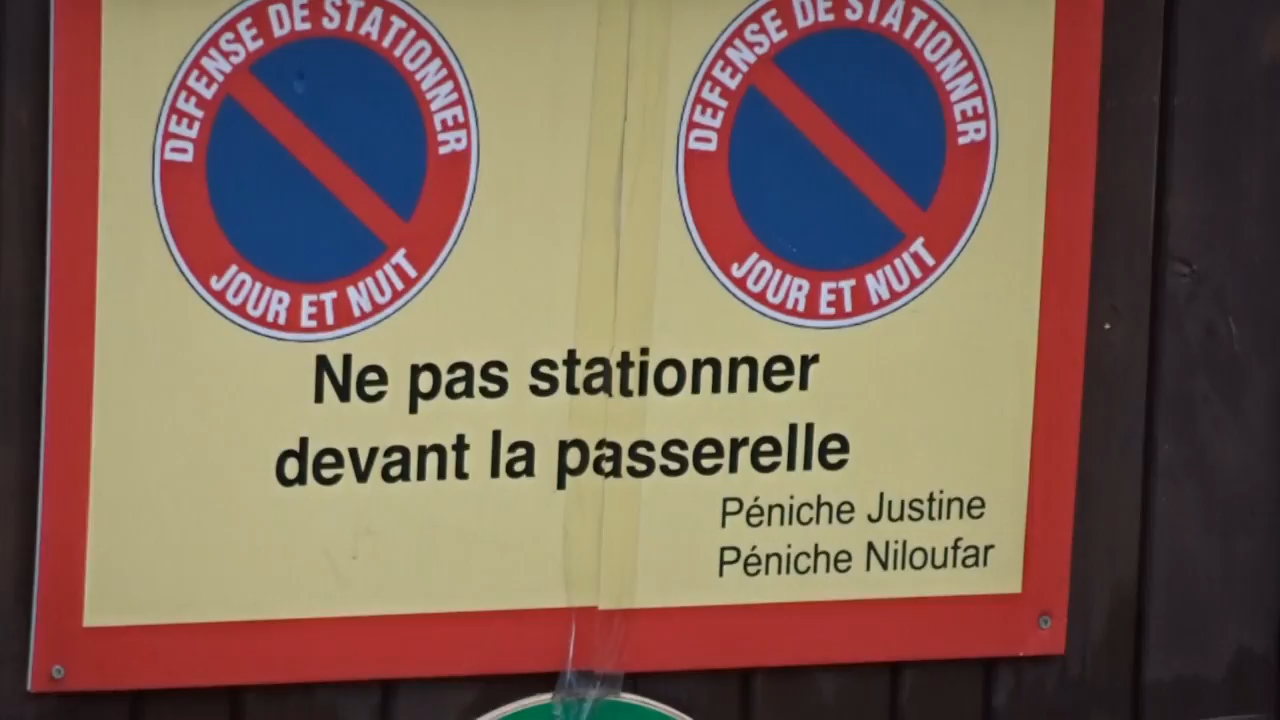 DEFENSE DE STATIONNER
JOUR ET NUIT
DEFENSE DE STATIONNER
JOUR ET NUIT
Ne pas stationner
devant la passerelle
Péniche Justine
Péniche Niloufar